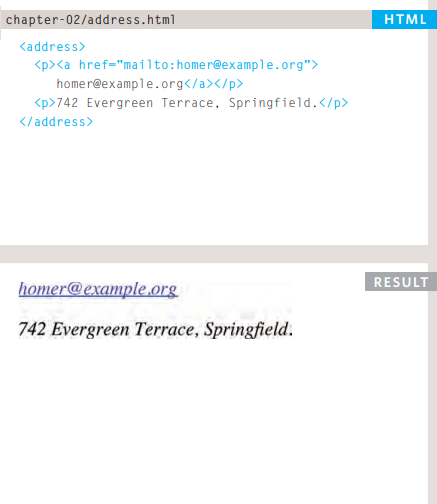 chapter-02/address.html
HTML
<address>
<p><a href="mailto:homer@example.org">
homer@example.org</a></p>
<p>742 Evergreen Terrace, Springfield.</p>
</address>
RESULT
homer@example.org
742 Evergreen Terrace, Springfield.